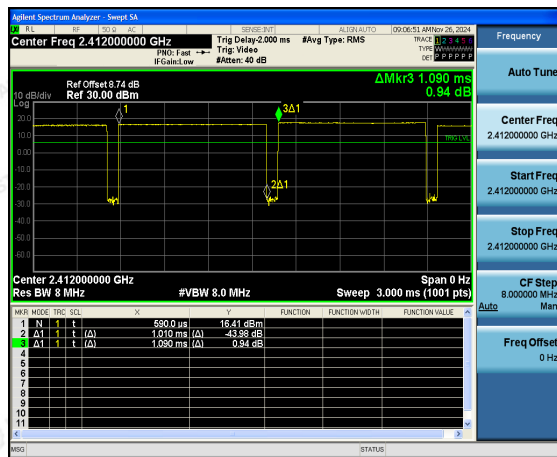 Agilent Spectrum Analyzer - Swept SA
RL RF 50 Ω AC SENSE:INT ALIGN AUTO 09:06:51 AM Nov 26, 2024
Center Freq 2.412000000 GHz
PNO: Fast
IFGain:Low
Trig Delay-2.000 ms
Trig: Video
#Atten: 40 dB
#Avg Type: RMS
TRACE 1 2 3 4 5 6
TYPE
DET P P P P P P
Ref Offset 8.74 dB
10 dB/div Ref 30.00 dBm
ΔMkr3 1.090 ms
0.94 dB
Log
20.0
10.0
0.00
-10.0
-20.0
-30.0
-40.0
-50.0
-60.0
1
3Δ1
2Δ1
TRIG LVL
Center 2.412000000 GHz Span 0 Hz
Res BW 8 MHz #VBW 8.0 MHz Sweep 3.000 ms (1001 pts)
MKR MODE TRC SCL X Y FUNCTION FUNCTION WIDTH FUNCTION VALUE
1 N 1 t 590.0 us 16.41 dBm
2 Δ1 1 t (Δ) 1.010 ms (Δ) -43.98 dB
3 Δ1 1 t (Δ) 1.090 ms (Δ) 0.94 dB
4
5
6
7
8
9
10
11
MSG STATUS
Frequency
Auto Tune
Center Freq
2.412000000 GHz
Start Freq
2.412000000 GHz
Stop Freq
2.412000000 GHz
CF Step
8.000000 MHz
Auto Man
Freq Offset
0 Hz